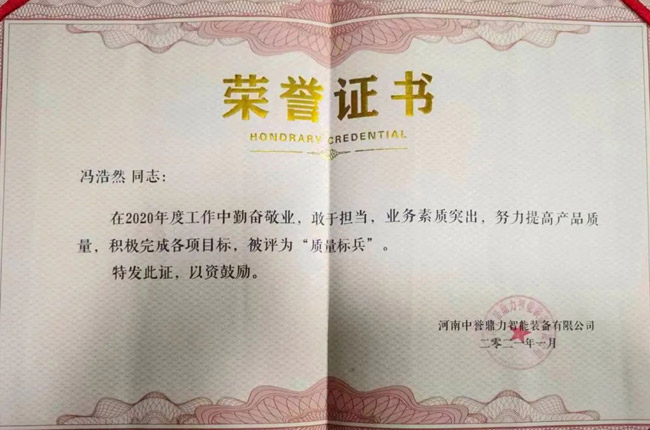 荣誉证书
HONDRARY CREDENTIAL
冯浩然 同志：
在2020年度工作中勤奋敬业，敢于担当，业务素质突出，努力提高产品质
量，积极完成各项目标，被评为“质量标兵”。
特发此证，以资鼓励。
河南中誉鼎力智能装备有限公司
二零二一年一月